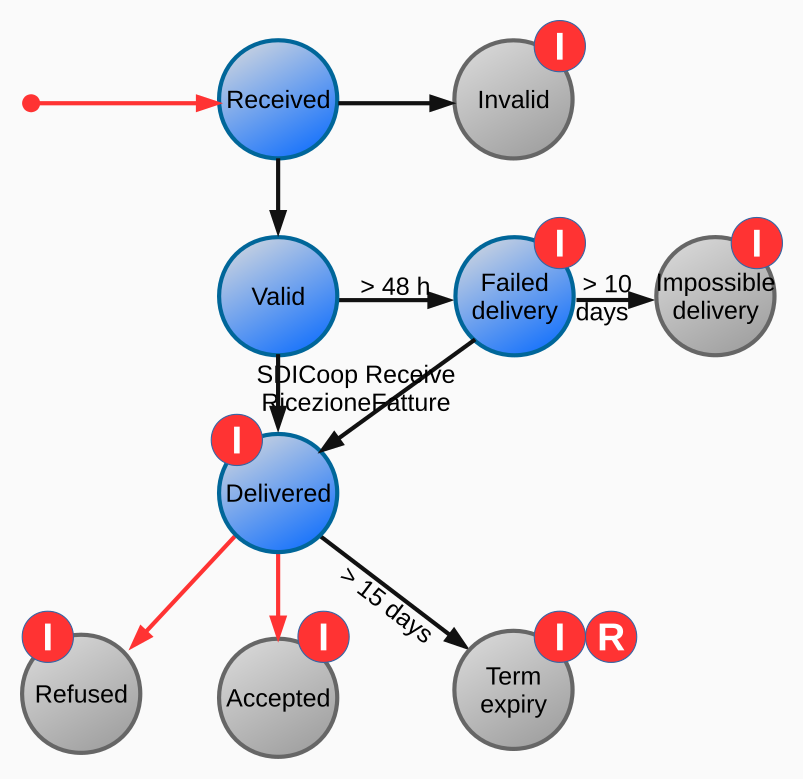 I
Received
Invalid
I
I
> 48 h
Valid
Failed
delivery
> 10
days
Impossible
delivery
SDICoop Receive
RicezioneFatture
I
Delivered
> 15 days
I
I
I
R
Refused
Accepted
Term
expiry